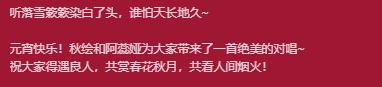 听落雪簌簌染白了头，谁怕天长地久~
元宵快乐！秋绘和阿蕊娅为大家带来了一首绝美的对唱~
祝大家得遇良人，共赏春花秋月，共看人间烟火！